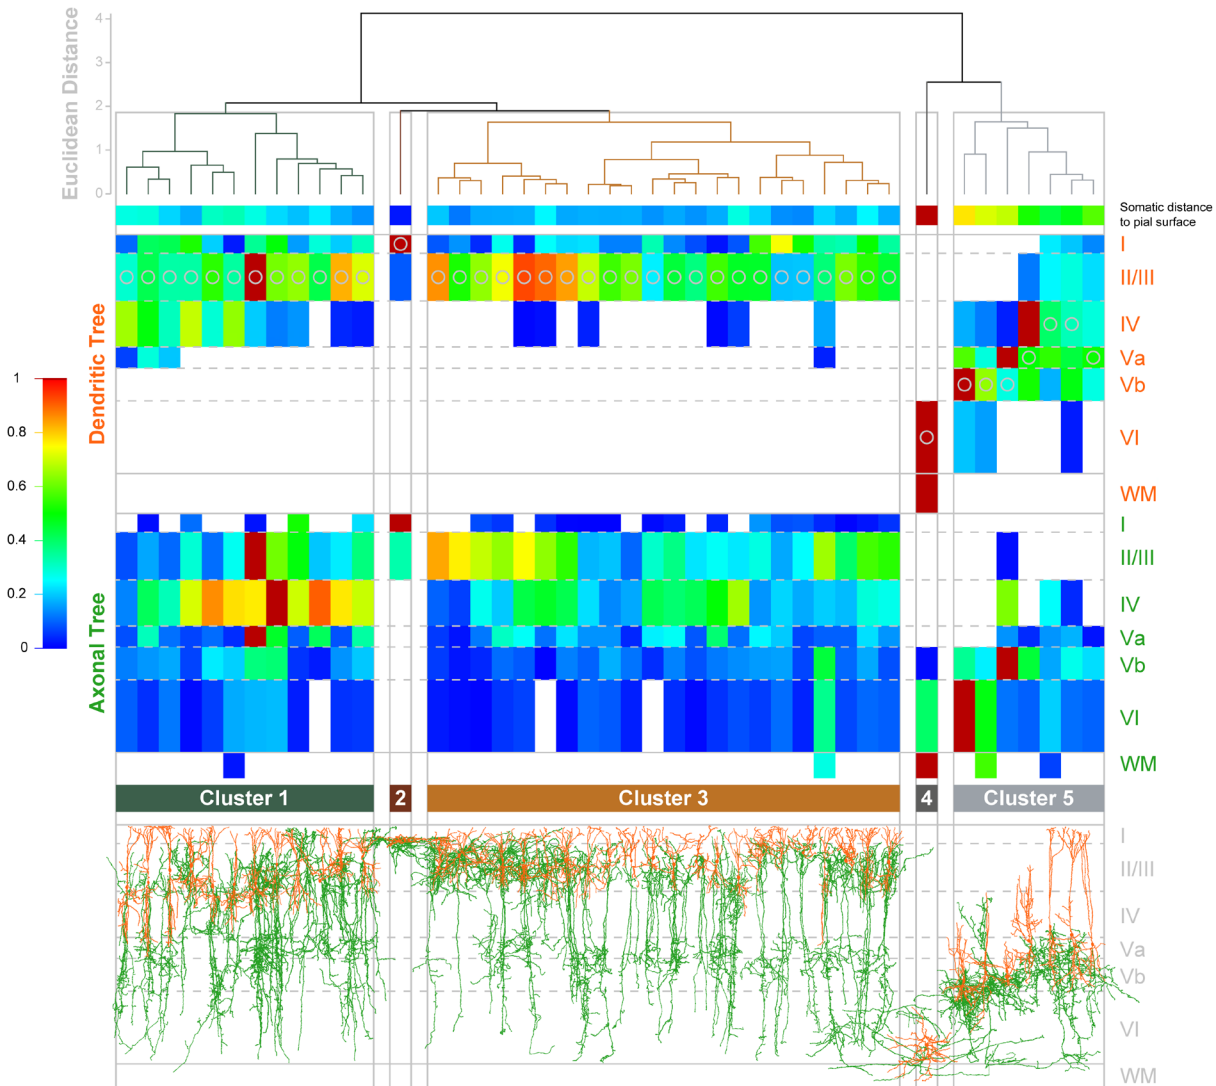 Euclidean Distance
4
3
2
1
0
Somatic distance
to pial surface
Dendritic Tree
I
II/III
IV
Va
Vb
VI
WM
1
0.8
0.6
0.4
0.2
0
Axonal Tree
I
II/III
IV
Va
Vb
VI
WM
Cluster 1
2
Cluster 3
4
Cluster 5
I
II/III
IV
Va
Vb
VI
WM